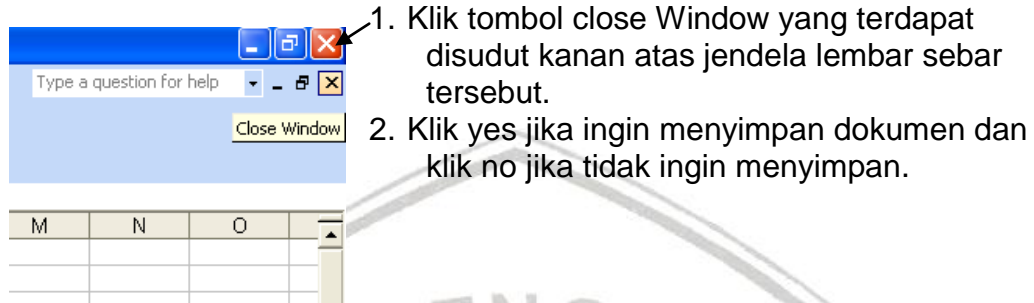 1. Klik tombol close Window yang terdapat
disudut kanan atas jendela lembar sebar
tersebut.
Type a question for help
Close Window
2. Klik yes jika ingin menyimpan dokumen dan
klik no jika tidak ingin menyimpan.
M N O